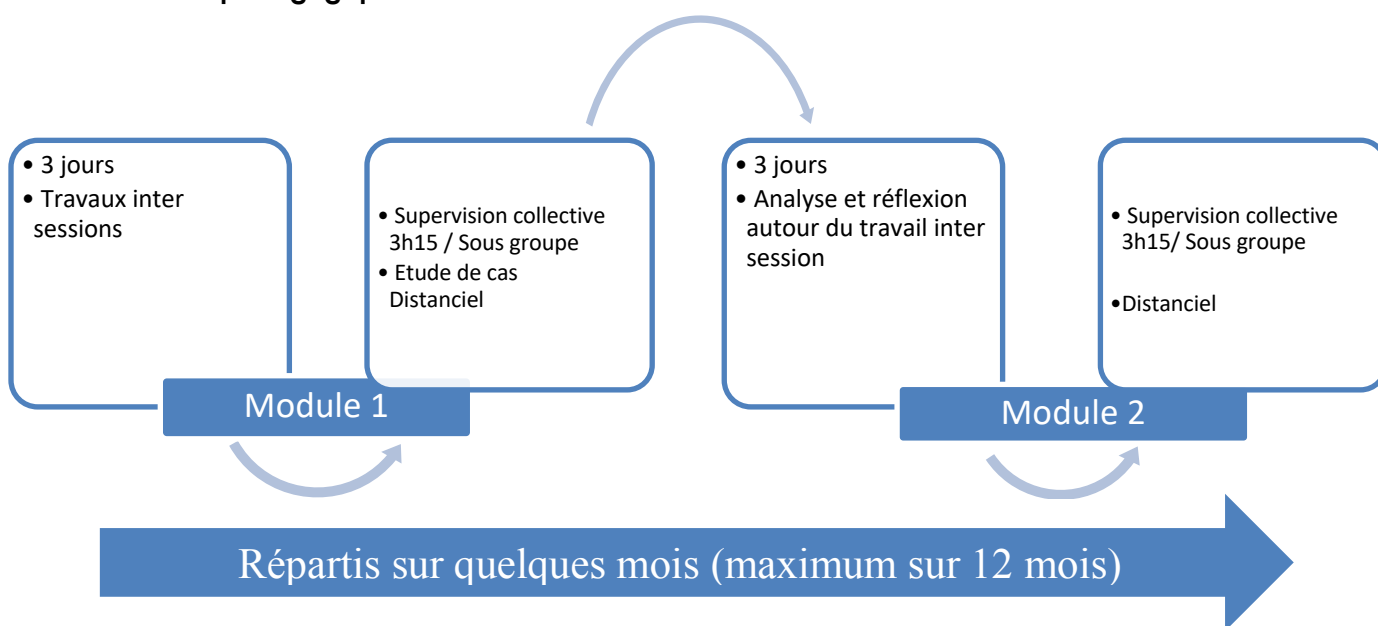 • 3 jours
• Travaux inter
sessions
• Supervision collective
3h15 / Sous groupe
• Etude de cas
Distanciel
Module 1
• 3 jours
• Analyse et réflexion
autour du travail inter
session
• Supervision collective
3h15/ Sous groupe
•Distanciel
Module 2
Répartis sur quelques mois (maximum sur 12 mois)